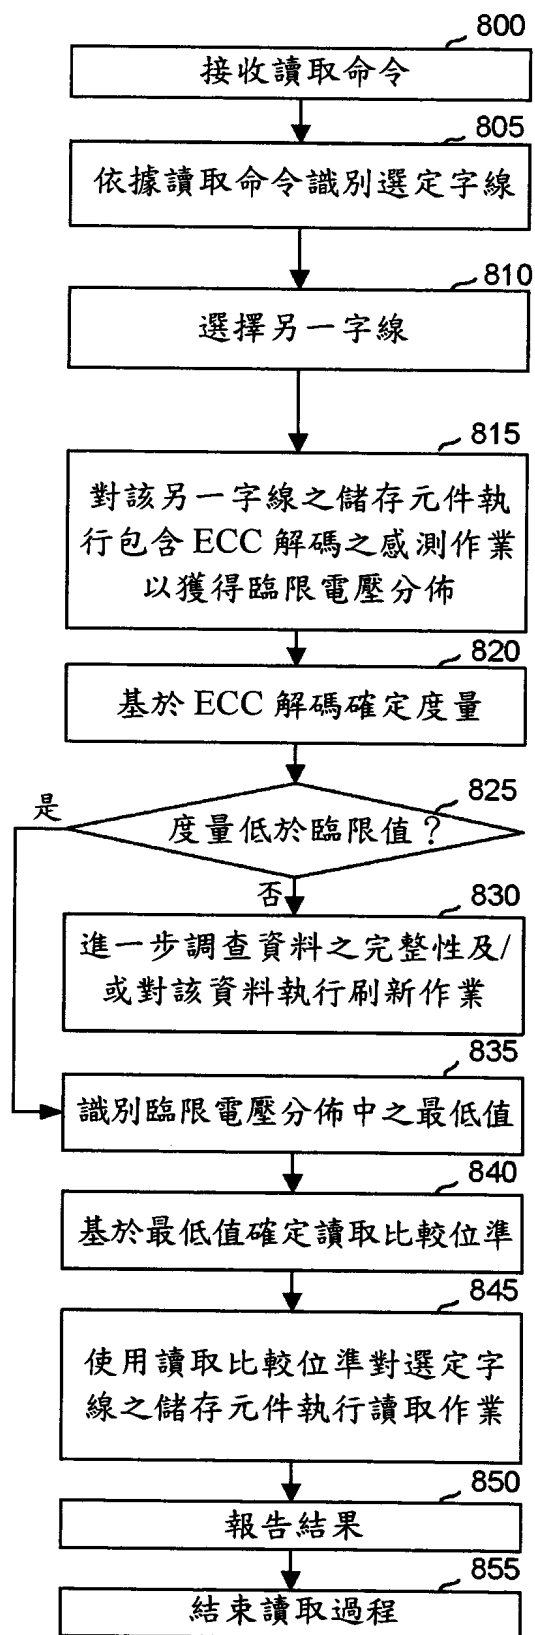 800
接收讀取命令
805
依據讀取命令識別選定字線
810
選擇另一字線
815
對該另一字線之儲存元件執
行包含 ECC 解碼之感測作業
以獲得臨限電壓分佈
820
基於 ECC 解碼確定度量
825
是
度量低於臨限值?
否
830
進一步調查資料之完整性及/
或對該資料執行刷新作業
835
識別臨限電壓分佈中之最低值
840
基於最低值確定讀取比較位準
845
使用讀取比較位準對選定字
線之儲存元件執行讀取作業
850
報告結果
855
結束讀取過程